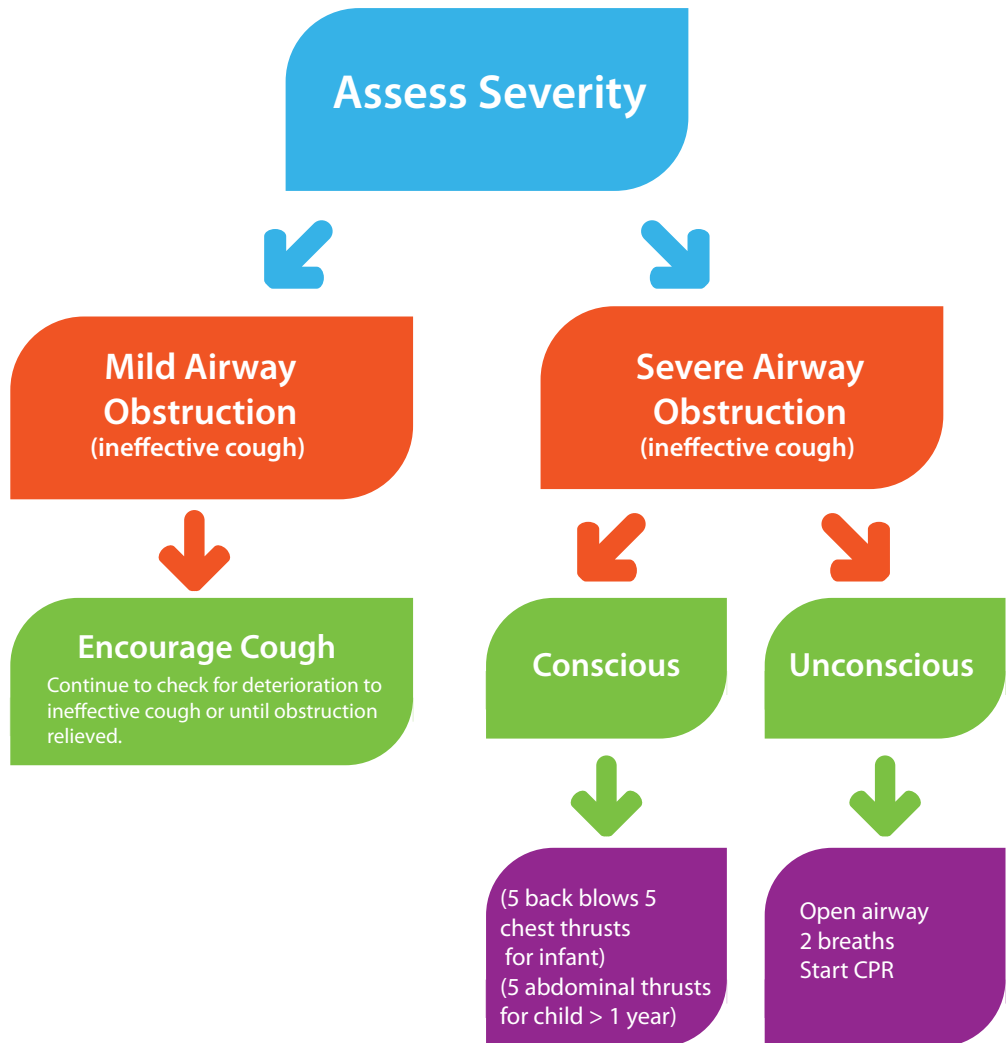 Assess Severity
Mild Airway
Obstruction
(ineffective cough)
Severe Airway
Obstruction
(ineffective cough)
Encourage Cough
Continue to check for deterioration to
ineffective cough or until obstruction
relieved.
Conscious
Unconscious
(5 back blows 5
chest thrusts
for infant)
(5 abdominal thrusts
for child > 1 year)
Open airway
2 breaths
Start CPR